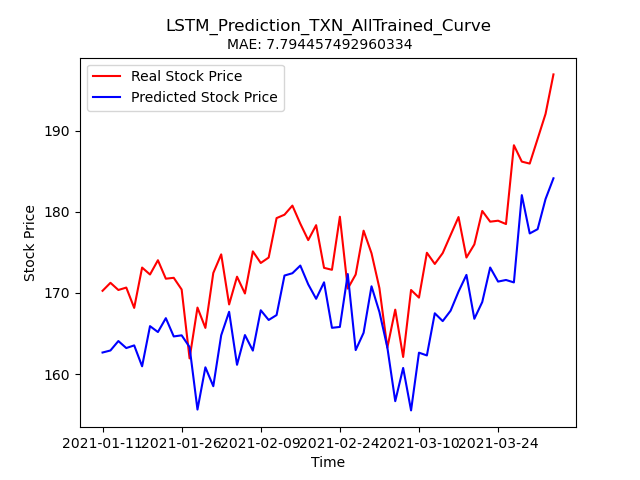 LSTM_Prediction_TXN_AllTrained_Curve
MAE: 7.794457492960334
Real Stock Price
Predicted Stock Price
190
180
170
160
Stock Price
2021-01-11 2021-01-26 2021-02-09 2021-02-24 2021-03-10 2021-03-24
Time